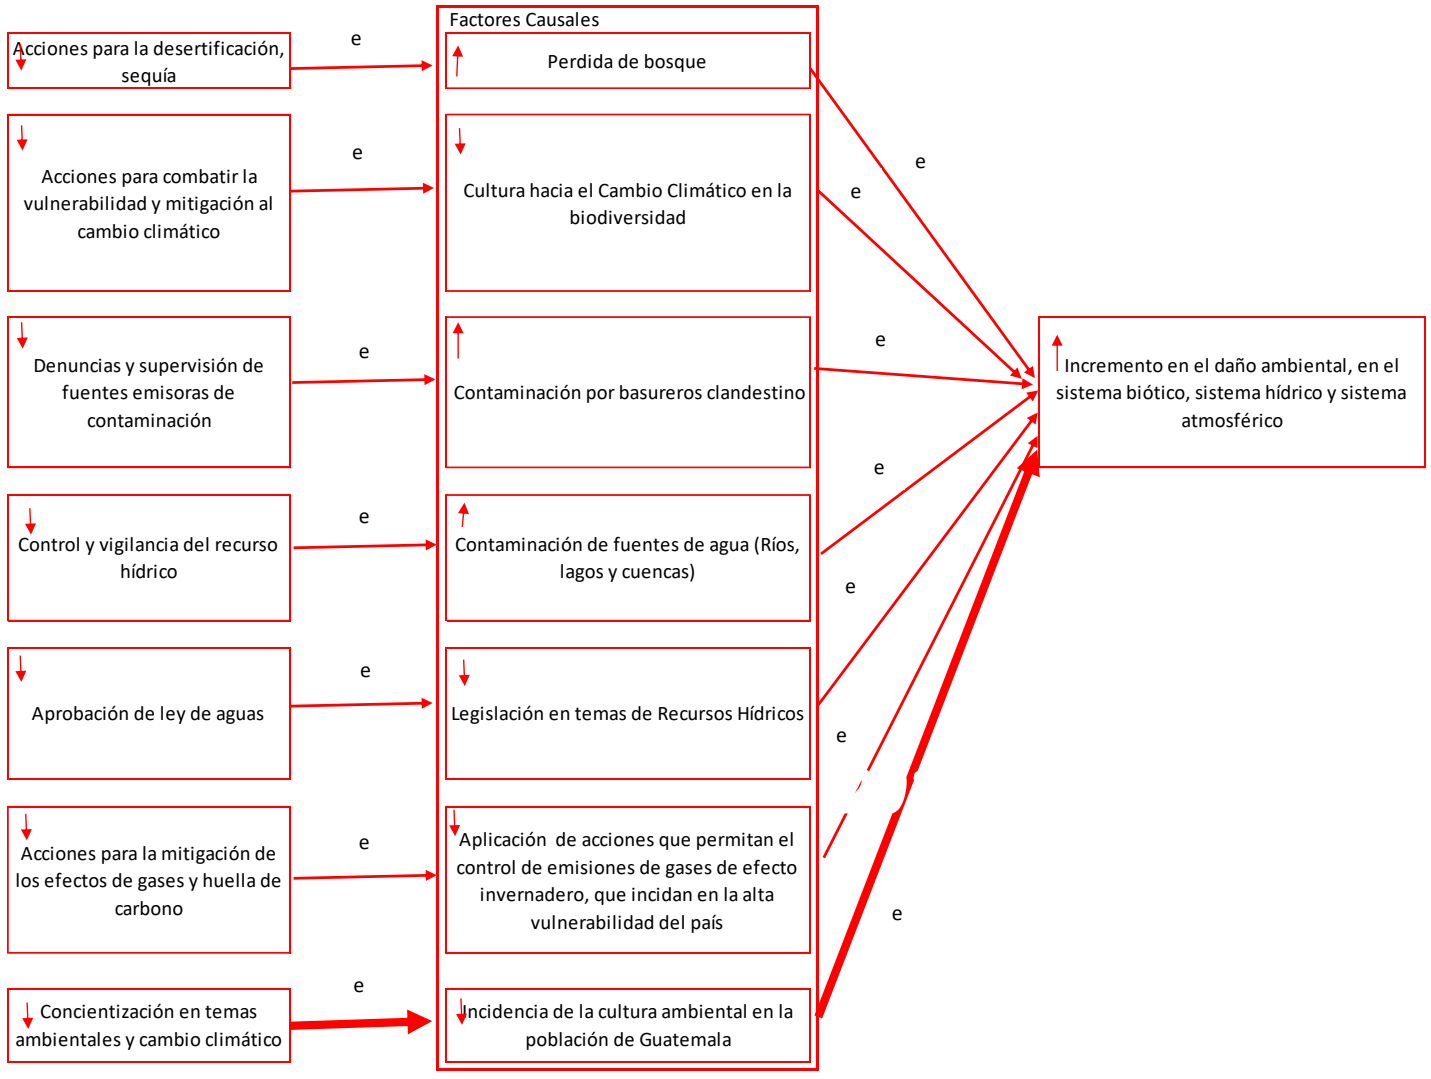 Factores Causales
Acciones para la desertificación,
sequía
e
Perdida de bosque
Acciones para combatir la
vulnerabilidad y mitigación al
cambio climático
e
Cultura hacia el Cambio Climático en la
biodiversidad
e
e
Denuncias y supervisión de
fuentes emisoras de
contaminación
e
Contaminación por basureros clandestino
e
Incremento en el daño ambiental, en el
sistema biótico, sistema hídrico y sistema
atmosférico
Control y vigilancia del recurso
hídrico
e
Contaminación de fuentes de agua (Ríos,
lagos y cuencas)
e
Aprobación de ley de aguas
e
Legislación en temas de Recursos Hídricos
e
Acciones para la mitigación de
los efectos de gases y huella de
carbono
e
Aplicación de acciones que permitan el
control de emisiones de gases de efecto
invernadero, que incidan en la alta
vulnerabilidad del país
e
Concientización en temas
ambientales y cambio climático
e
Incidencia de la cultura ambiental en la
población de Guatemala
e